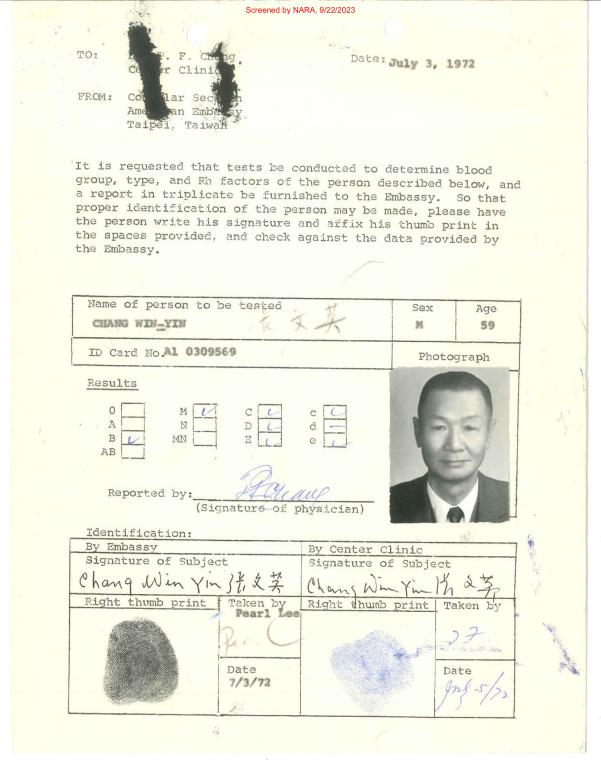 Screened by NARA, 9/22/2023
TO: F. Chang
Center Clinic
Date: July 3, 1972
FROM: Consular Section
American Embassy
Taipei, Taiwan
It is requested that tests be conducted to determine blood
group, type, and Rh factors of the person described below, and
a report in triplicate be furnished to the Embassy. So that
proper identification of the person may be made, please have
the person write his signature and affix his thumb print in
the spaces provided, and check against the data provided by
the Embassy.
Name of person to be tested
CHANG WIN-YIN 張文英
Sex
M
Age
59
ID Card No. A1 0309569
Photograph
Results
O
A
B ✓
AB
M ✓
N
MN
C ✓
D ✓
E ✓
c ✓
d —
e ✓
Reported by:
(Signature of physician)
Identification:
By Embassy
By Center Clinic
Signature of Subject
Chang Win Yin 張文英
Signature of Subject
Chang Win Yin 張文英
Right thumb print
Taken by
Pearl Lee
Date
7/3/72
Right thumb print
Taken by
Date
July 5/72